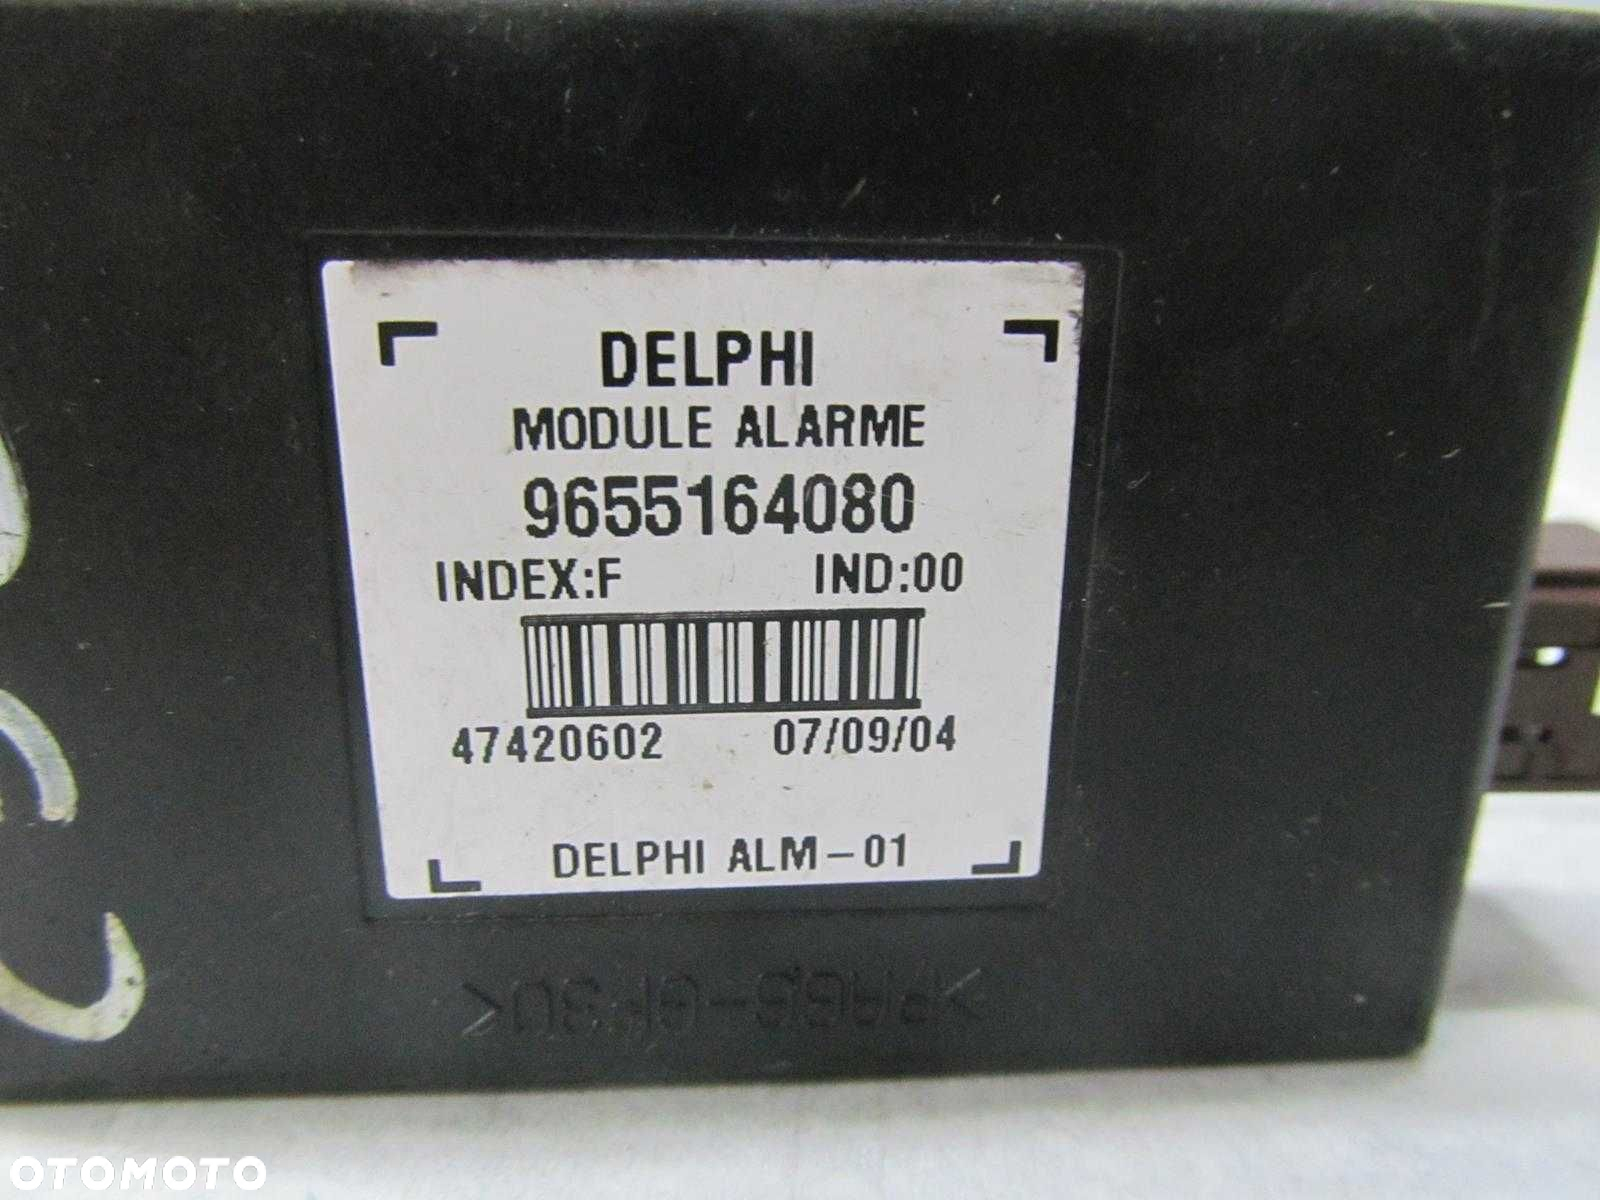 DELPHI
MODULE ALARME
9655164080
INDEX:F IND:00
47420602 07/09/04
DELPHI ALM-01
OTOMOTO